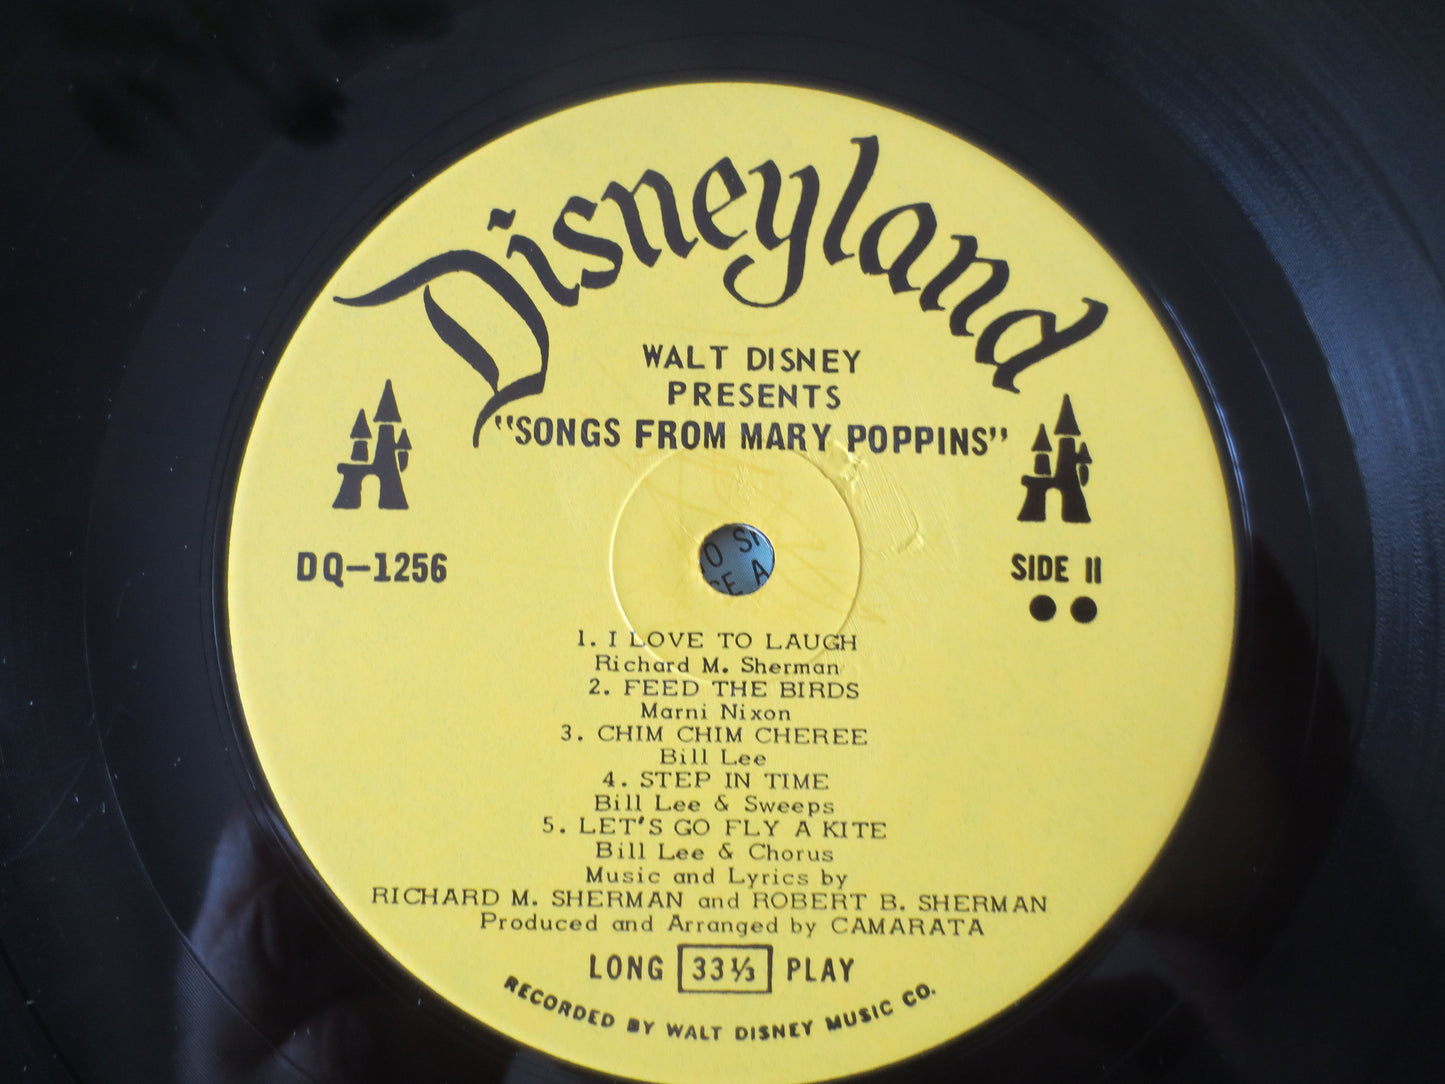 Disneyland
WALT DISNEY
PRESENTS
"SONGS FROM MARY POPPINS"
DQ-1256
SIDE II
1. I LOVE TO LAUGH
Richard M. Sherman
2. FEED THE BIRDS
Marni Nixon
3. CHIM CHIM CHEREE
Bill Lee
4. STEP IN TIME
Bill Lee & Sweeps
5. LET'S GO FLY A KITE
Bill Lee & Chorus
Music and Lyrics by
RICHARD M. SHERMAN and ROBERT B. SHERMAN
Produced and Arranged by CAMARATA
LONG 33 1/3 PLAY
RECORDED BY WALT DISNEY MUSIC CO.